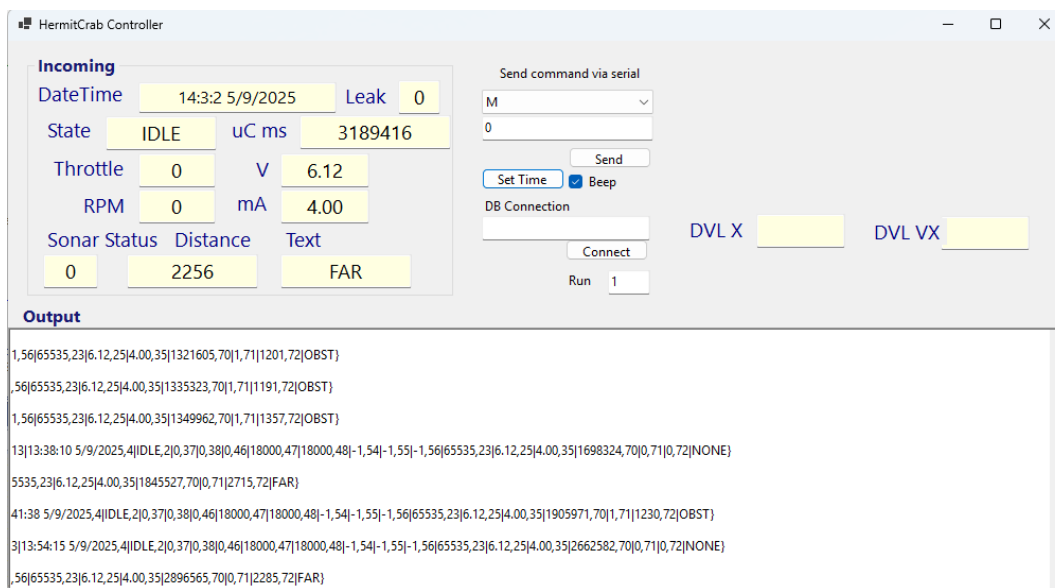 HermitCrab Controller
Incoming
DateTime 14:3:2 5/9/2025 Leak 0
State IDLE uC ms 3189416
Throttle 0 V 6.12
RPM 0 mA 4.00
Sonar Status Distance Text
0 2256 FAR
Send command via serial
M
0
Send
Set Time Beep
DB Connection
Connect
Run 1
DVL X DVL VX
Output
1,56|65535,23|6.12,25|4.00,35|1321605,70|1,71|1201,72|OBST}
,56|65535,23|6.12,25|4.00,35|1335323,70|1,71|1191,72|OBST}
1,56|65535,23|6.12,25|4.00,35|1349962,70|1,71|1357,72|OBST}
13|13:38:10 5/9/2025,4|IDLE,2|0,37|0,38|0,46|18000,47|18000,48|-1,54|-1,55|-1,56|65535,23|6.12,25|4.00,35|1698324,70|0,71|0,72|NONE}
5535,23|6.12,25|4.00,35|1845527,70|0,71|2715,72|FAR}
41:38 5/9/2025,4|IDLE,2|0,37|0,38|0,46|18000,47|18000,48|-1,54|-1,55|-1,56|65535,23|6.12,25|4.00,35|1905971,70|1,71|1230,72|OBST}
3|13:54:15 5/9/2025,4|IDLE,2|0,37|0,38|0,46|18000,47|18000,48|-1,54|-1,55|-1,56|65535,23|6.12,25|4.00,35|2662582,70|0,71|0,72|NONE}
,56|65535,23|6.12,25|4.00,35|2896565,70|0,71|2285,72|FAR}